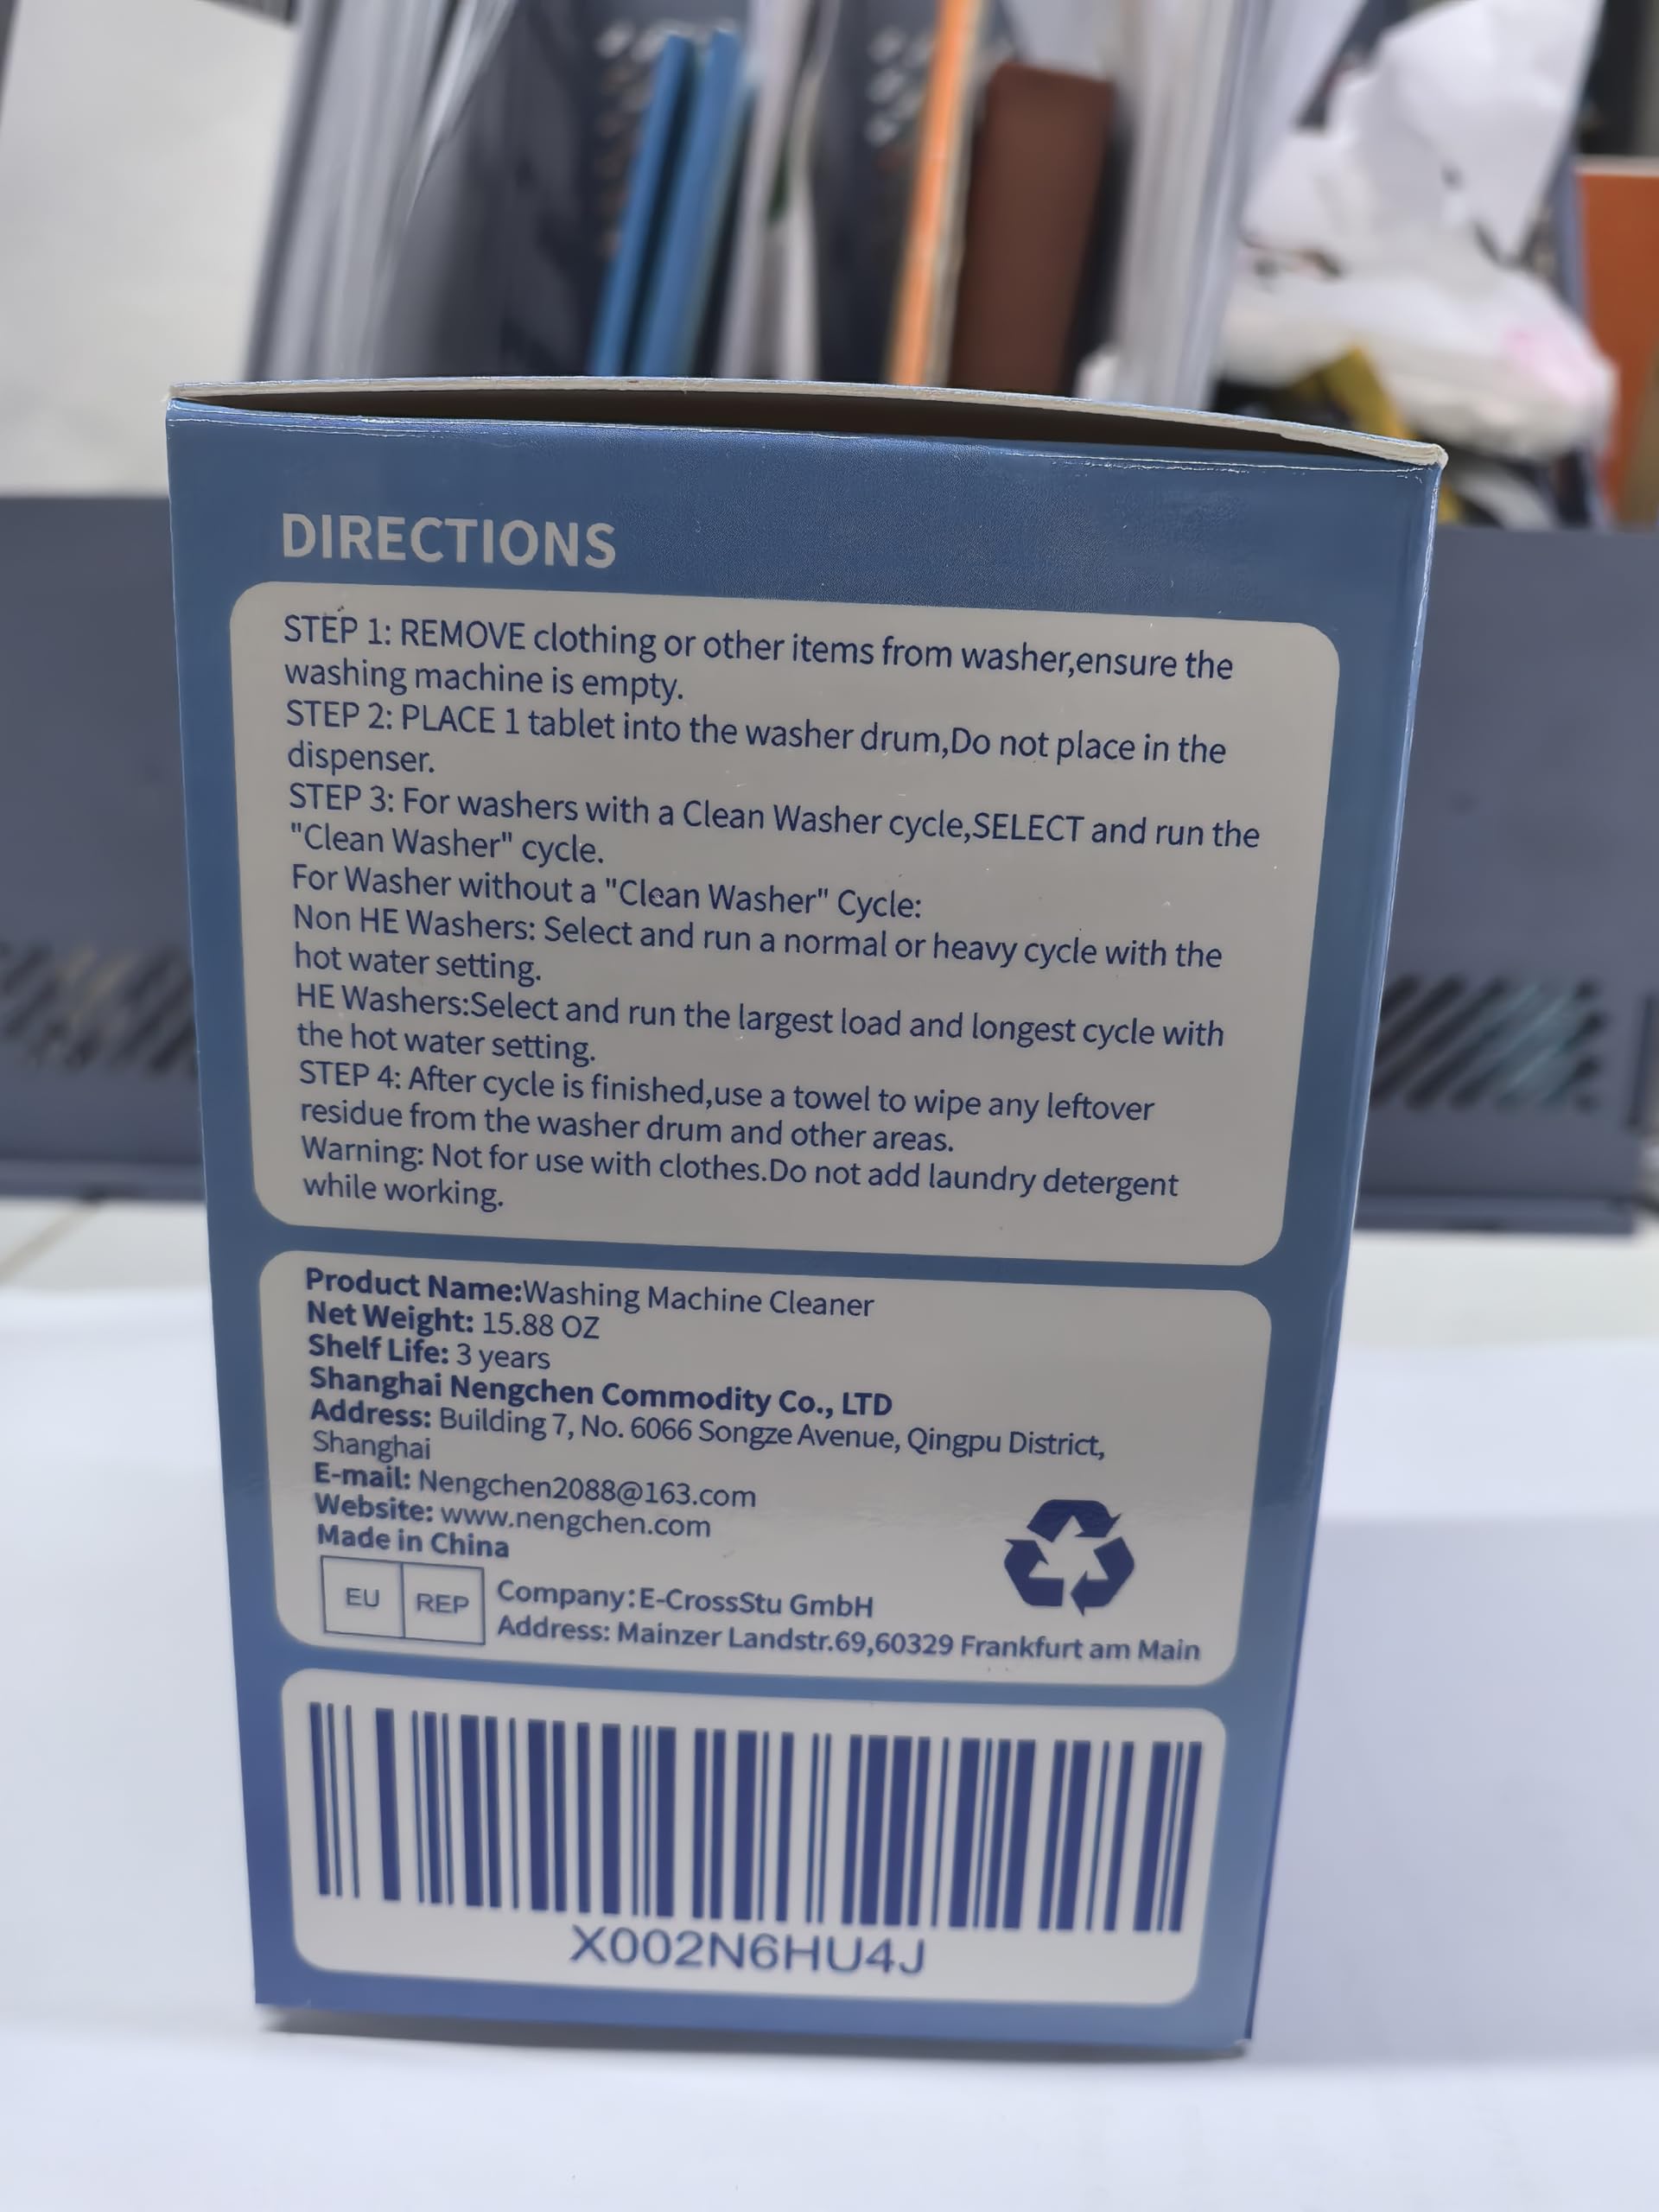 DIRECTIONS
STEP 1: REMOVE clothing or other items from washer,ensure the
washing machine is empty.
STEP 2: PLACE 1 tablet into the washer drum,Do not place in the
dispenser.
STEP 3: For washers with a Clean Washer cycle,SELECT and run the
"Clean Washer" cycle.
For Washer without a "Clean Washer" Cycle:
Non HE Washers: Select and run a normal or heavy cycle with the
hot water setting.
HE Washers:Select and run the largest load and longest cycle with
the hot water setting.
STEP 4: After cycle is finished,use a towel to wipe any leftover
residue from the washer drum and other areas.
Warning: Not for use with clothes.Do not add laundry detergent
while working.
Product Name:Washing Machine Cleaner
Net Weight: 15.88 OZ
Shelf Life: 3 years
Shanghai Nengchen Commodity Co., LTD
Address: Building 7, No. 6066 Songze Avenue, Qingpu District,
Shanghai
E-mail: Nengchen2088@163.com
Website: www.nengchen.com
Made in China
EU REP
Company:E-CrossStu GmbH
Address: Mainzer Landstr.69,60329 Frankfurt am Main
X002N6HU4J